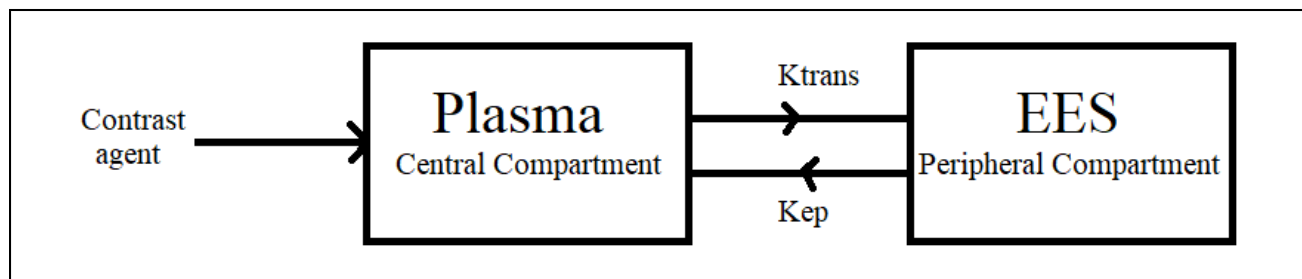 Contrast
agent
Plasma
Central Compartment
Ktrans
Kep
EES
Peripheral Compartment